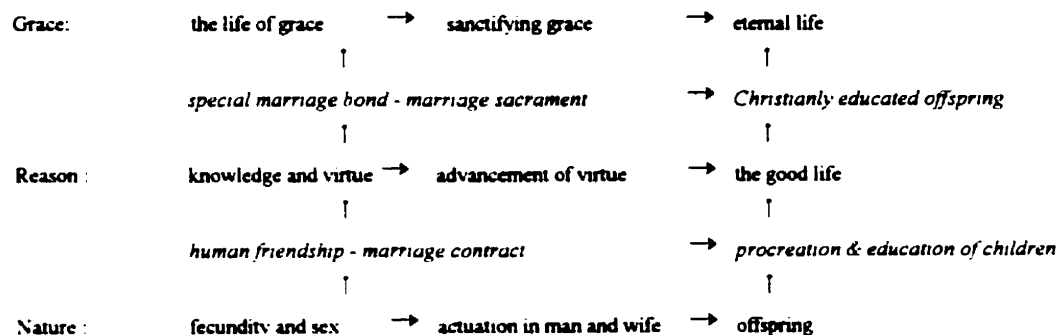 Grace: the life of grace → sanctifying grace → eternal life
↑ ↑
special marriage bond - marriage sacrament → Christianly educated offspring
↑ ↑
Reason : knowledge and virtue → advancement of virtue → the good life
↑ ↑
human friendship - marriage contract → procreation & education of children
↑ ↑
Nature : fecundity and sex → actuation in man and wife → offspring